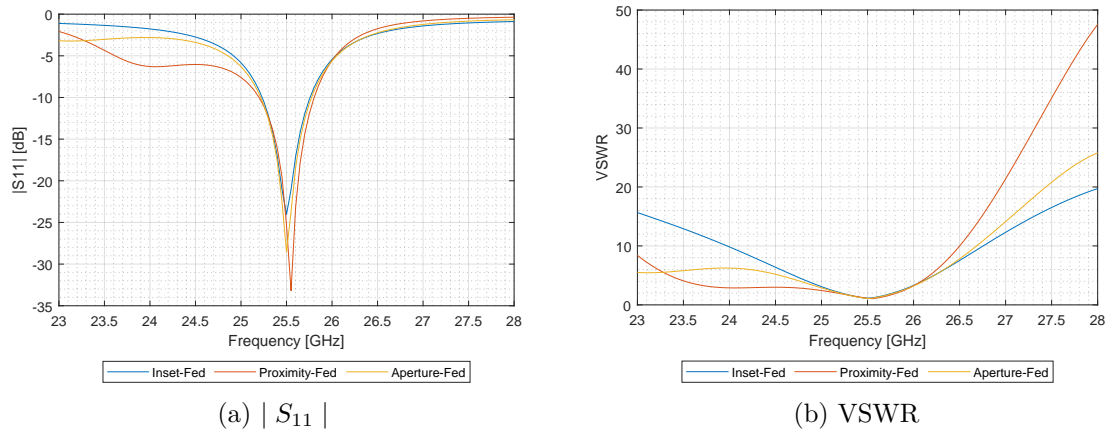 0
-5
-10
-15
-20
-25
-30
-35
|S11| [dB]
23 23.5 24 24.5 25 25.5 26 26.5 27 27.5 28
Frequency [GHz]
Inset-Fed Proximity-Fed Aperture-Fed
(a) | S11 |
50
40
30
20
10
0
VSWR
23 23.5 24 24.5 25 25.5 26 26.5 27 27.5 28
Frequency [GHz]
Inset-Fed Proximity-Fed Aperture-Fed
(b) VSWR